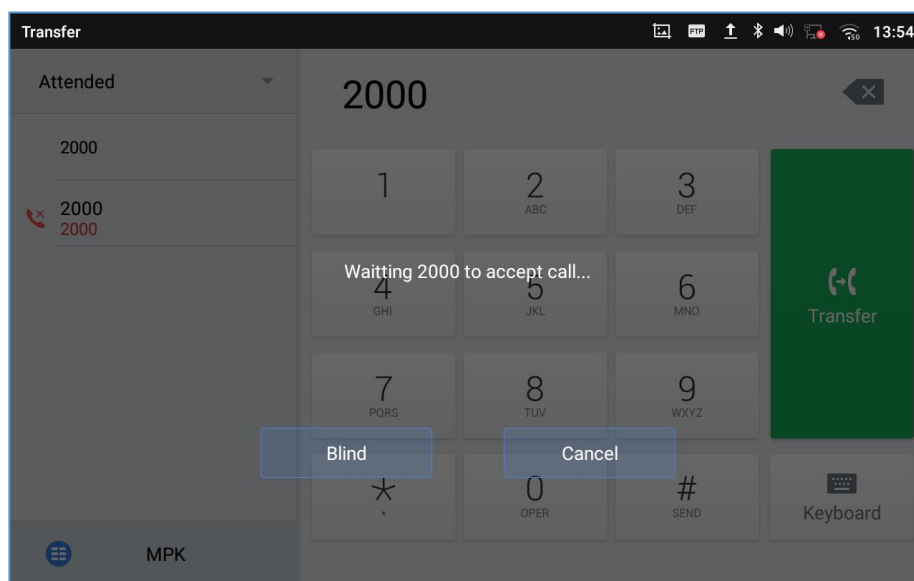 Transfer
FTP
5G
13:54
Attended
2000
2000
2000
2000
1
2
ABC
3
DEF
Waitting 2000 to accept call...
4
GHI
5
JKL
6
MNO
Transfer
7
PQRS
8
TUV
9
WXYZ
Blind
Cancel
*
.
0
OPER
#
SEND
Keyboard
MPK